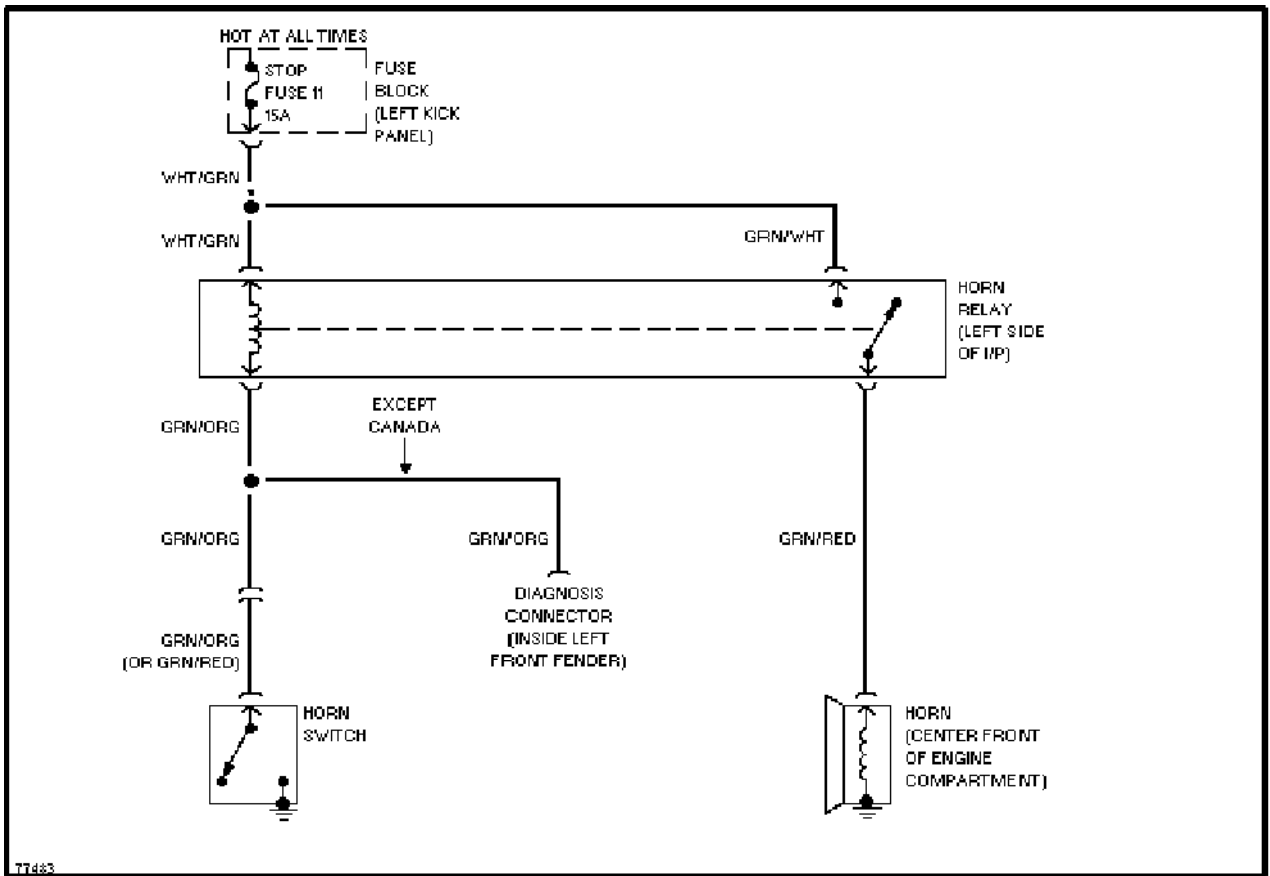 HOT AT ALL TIMES
STOP
FUSE 11
15A
FUSE
BLOCK
(LEFT KICK
PANEL)
WHT/GRN
WHT/GRN
GRN/WHT
HORN
RELAY
(LEFT SIDE
OF I/P)
GRN/ORG
EXCEPT
CANADA
GRN/ORG
GRN/ORG
GRN/RED
DIAGNOSIS
CONNECTOR
(INSIDE LEFT
FRONT FENDER)
GRN/ORG
(OR GRN/RED)
HORN
SWITCH
HORN
(CENTER FRONT
OF ENGINE
COMPARTMENT)
77483